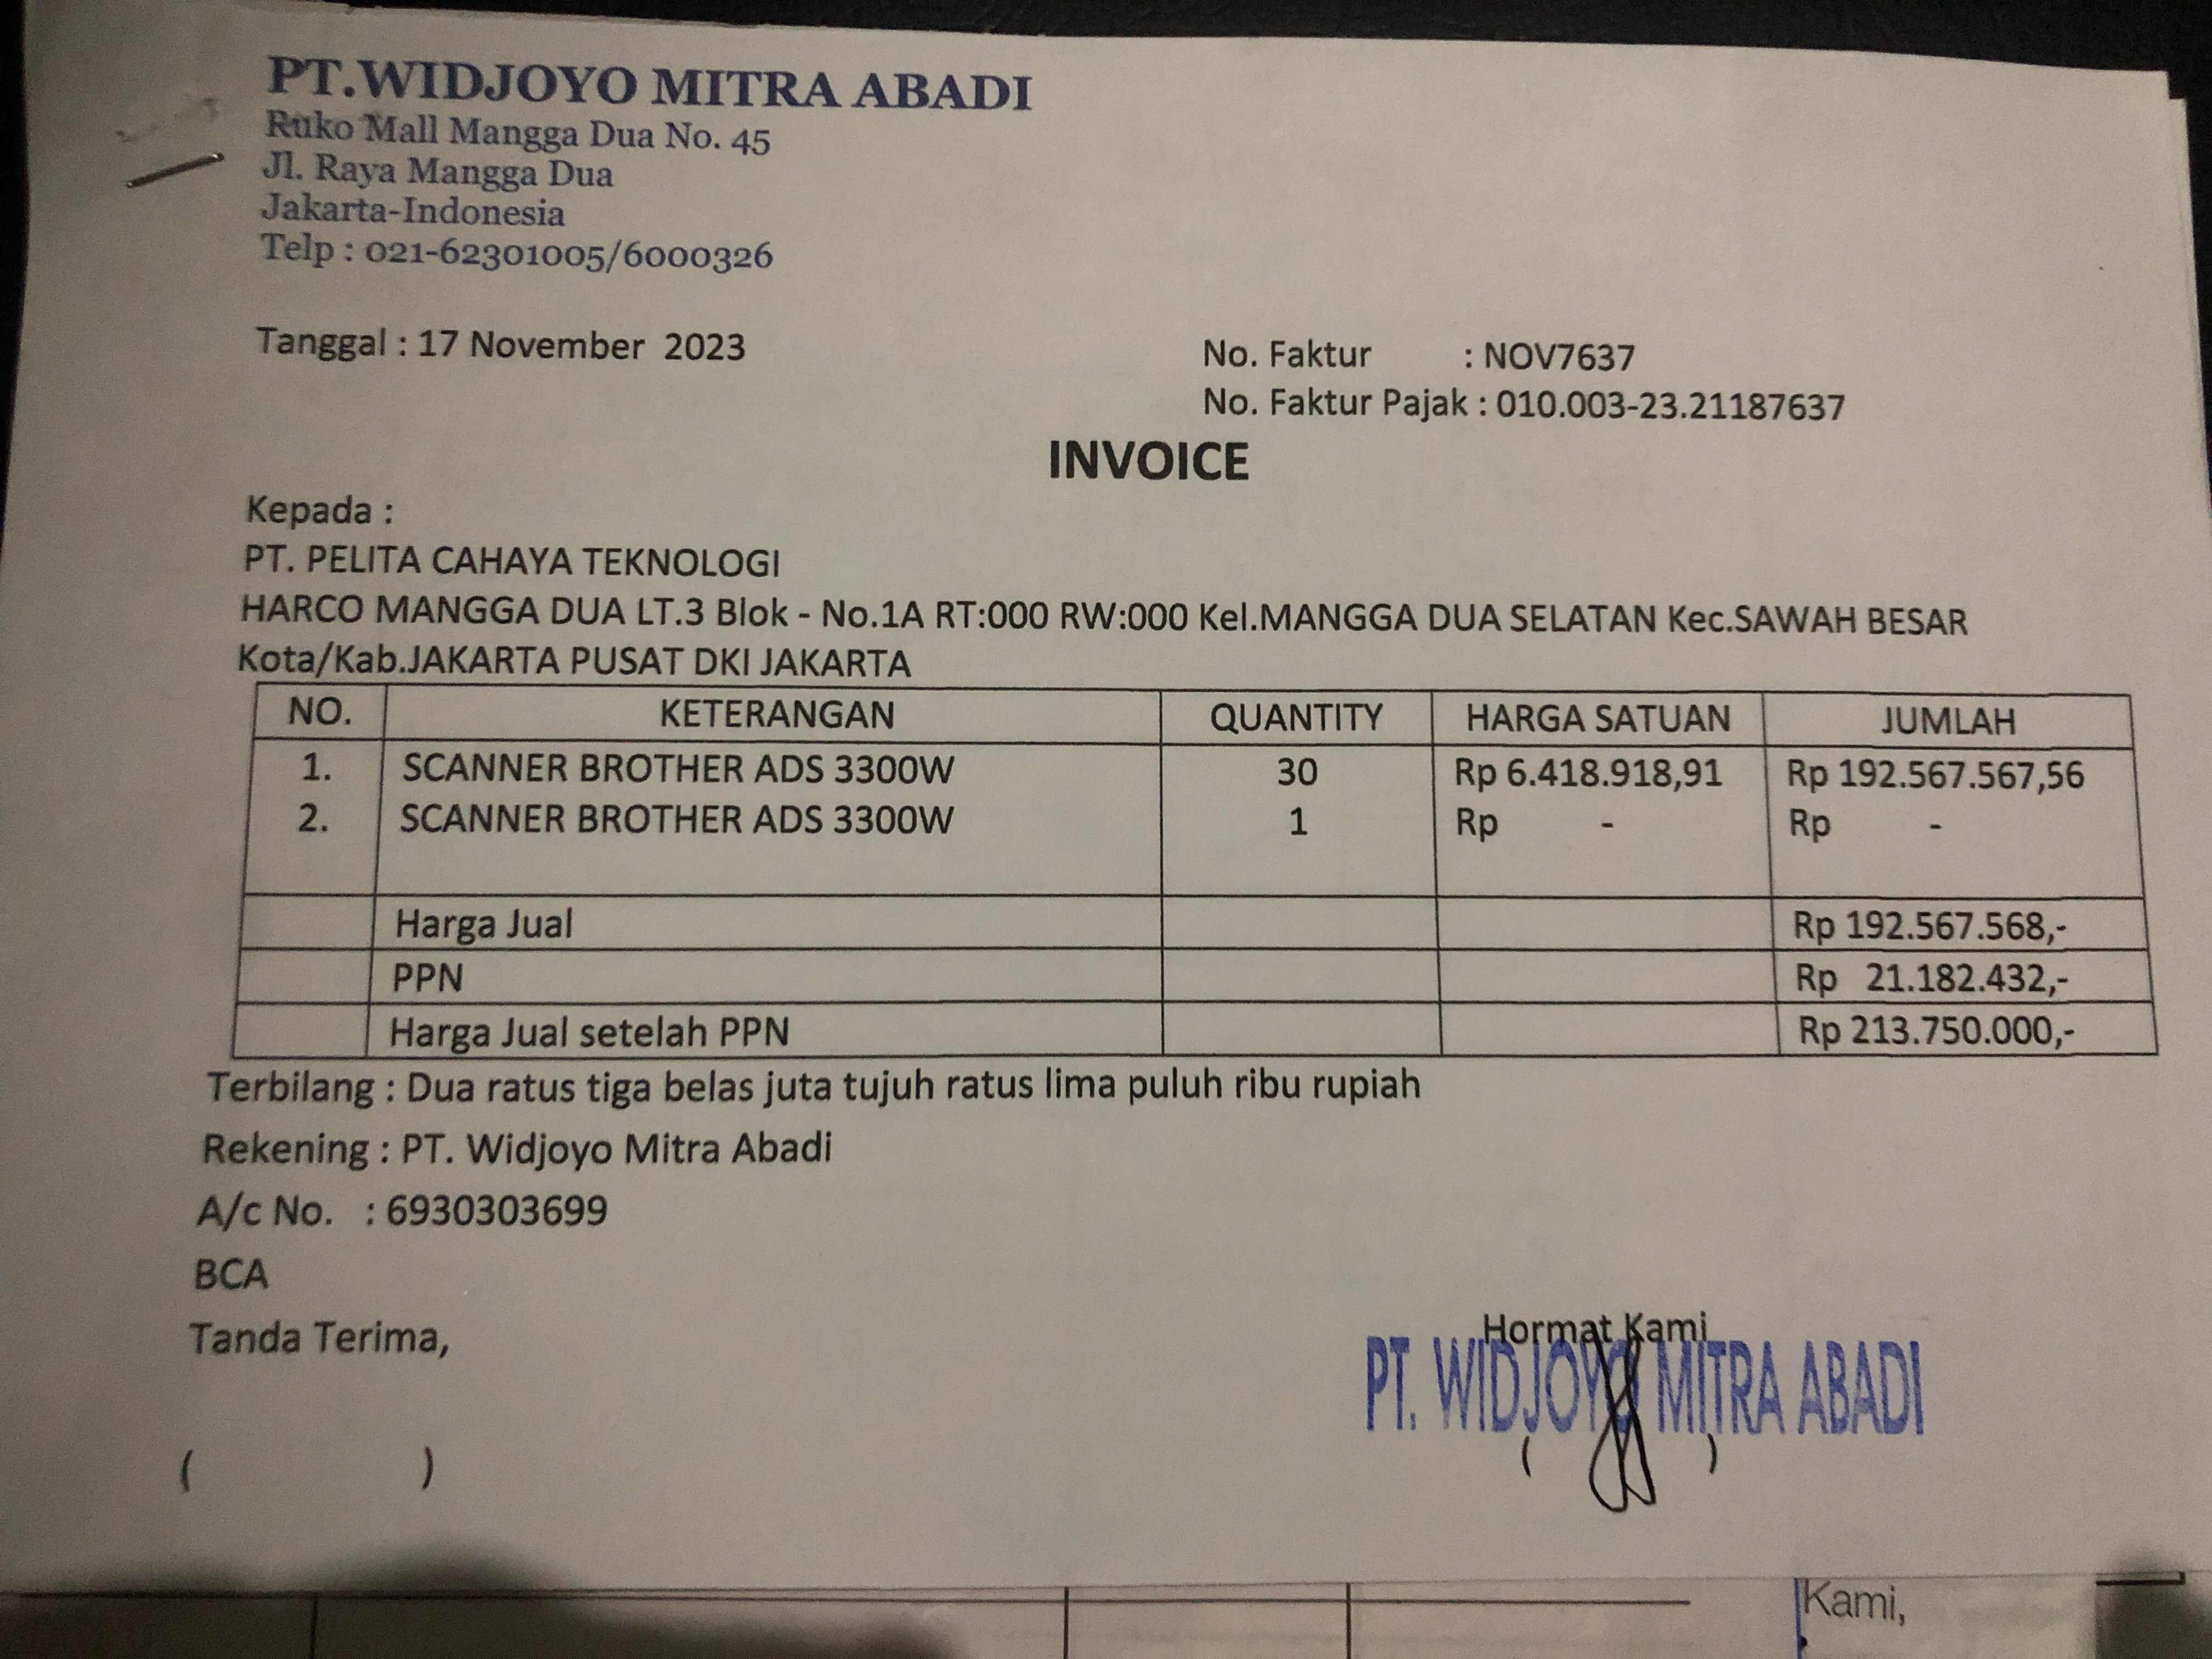 PT.WIDJOYO MITRA ABADI
Ruko Mall Mangga Dua No. 45
Jl. Raya Mangga Dua
Jakarta-Indonesia
Telp : 021-62301005/6000326
Tanggal : 17 November 2023
No. Faktur : NOV7637
No. Faktur Pajak : 010.003-23.21187637
INVOICE
Kepada :
PT. PELITA CAHAYA TEKNOLOGI
HARCO MANGGA DUA LT.3 Blok - No.1A RT:000 RW:000 Kel.MANGGA DUA SELATAN Kec.SAWAH BESAR
Kota/Kab.JAKARTA PUSAT DKI JAKARTA
NO. KETERANGAN QUANTITY HARGA SATUAN JUMLAH
1. SCANNER BROTHER ADS 3300W 30 Rp 6.418.918,91 Rp 192.567.567,56
2. SCANNER BROTHER ADS 3300W 1 Rp - Rp -
Harga Jual Rp 192.567.568,-
PPN Rp 21.182.432,-
Harga Jual setelah PPN Rp 213.750.000,-
Terbilang : Dua ratus tiga belas juta tujuh ratus lima puluh ribu rupiah
Rekening : PT. Widjoyo Mitra Abadi
A/c No. : 6930303699
BCA
Tanda Terima,
Hormat Kami
PT. WIDJOYO MITRA ABADI
( ) ( )
Kami,